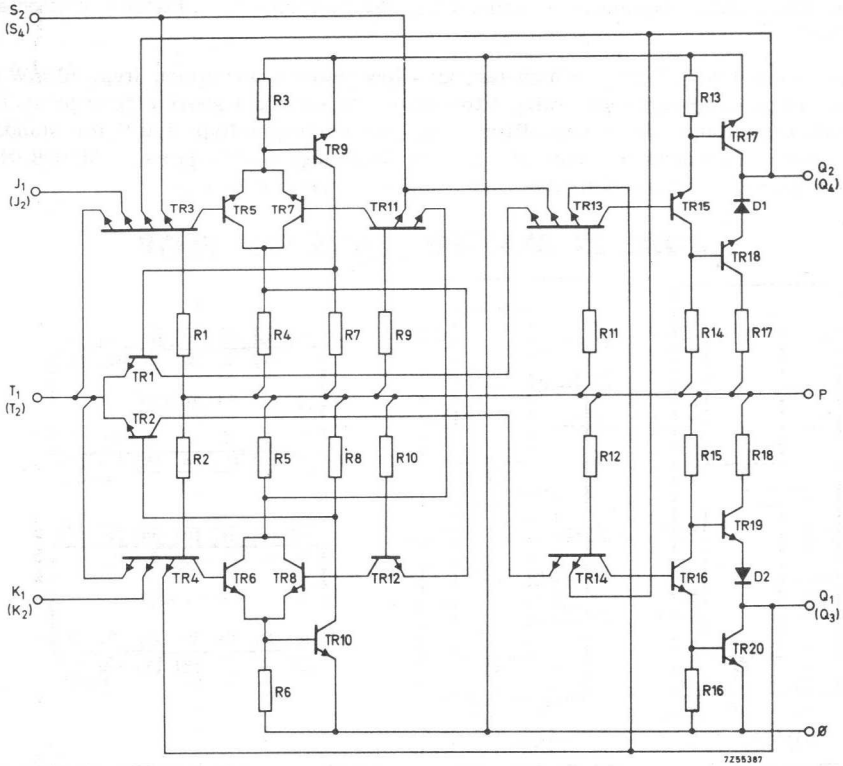 S2
(S4)
R3
R13
TR9
TR17
J1
(J2)
Q2
(Q4)
TR3
TR5
TR7
TR11
TR13
TR15
D1
TR18
R1
R4
R7
R9
R11
R14
R17
TR1
T1
(T2)
P
TR2
R2
R5
R8
R10
R12
R15
R18
TR19
TR4
TR6
TR8
TR12
TR14
TR16
D2
K1
(K2)
Q1
(Q3)
TR10
TR20
R6
R16
Ø
7Z55387